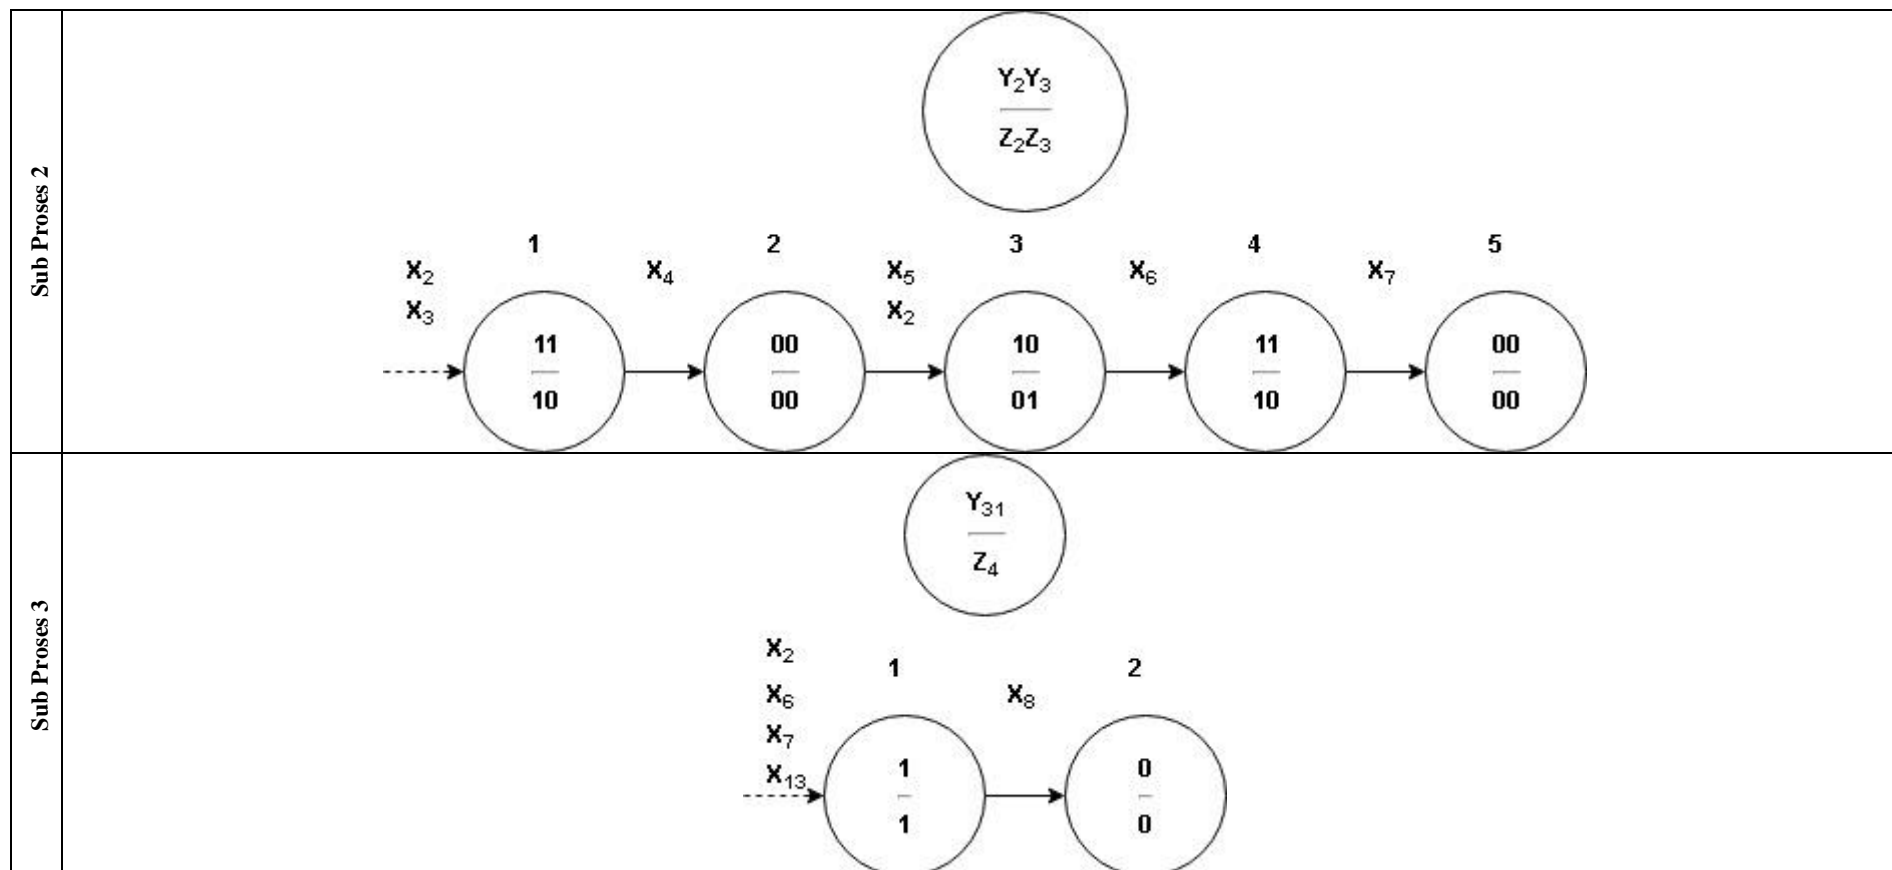 Sub Proses 2
Y₂Y₃
Z₂Z₃
1 2 3 4 5
X₂ X₄ X₅ X₆ X₇
X₃ X₂
11 00 10 11 00
10 00 01 10 00
Sub Proses 3
Y₃₁
Z₄
X₂
1 2
X₆ X₈
X₇
X₁₃
1 0
1 0